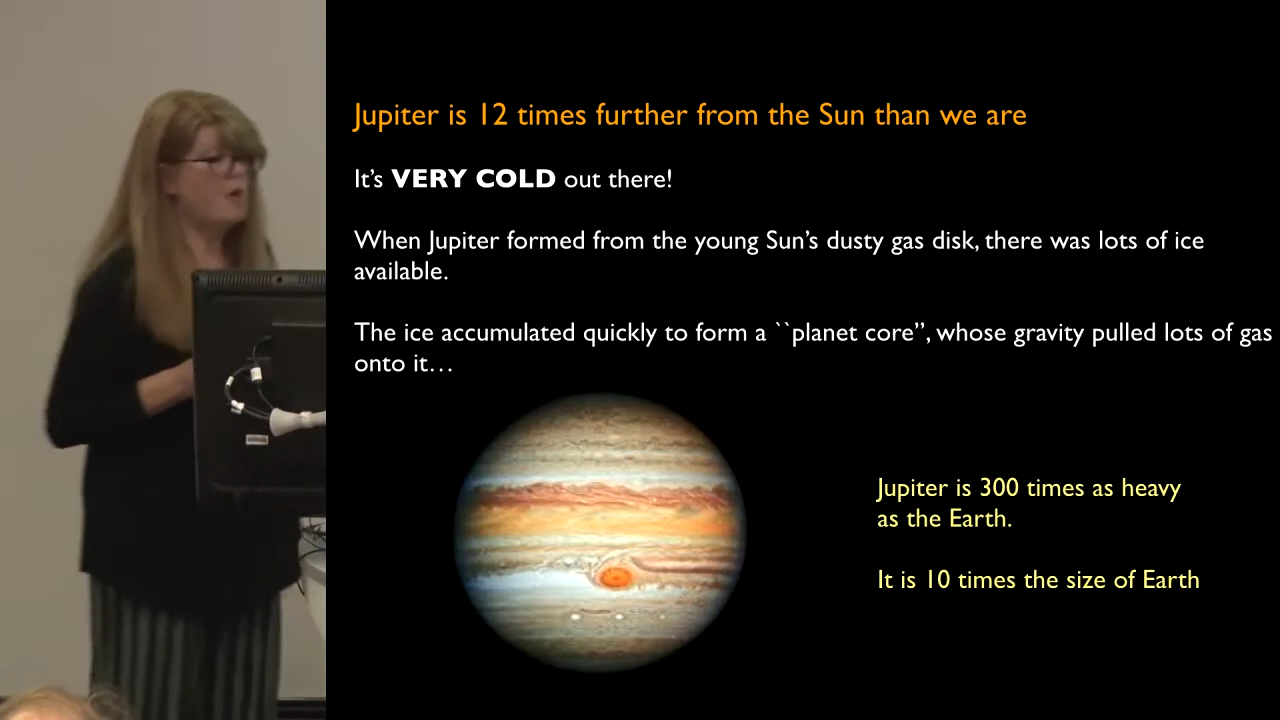 Jupiter is 12 times further from the Sun than we are
It’s VERY COLD out there!
When Jupiter formed from the young Sun’s dusty gas disk, there was lots of ice
available.
The ice accumulated quickly to form a ``planet core”, whose gravity pulled lots of gas
onto it…
Jupiter is 300 times as heavy
as the Earth.
It is 10 times the size of Earth